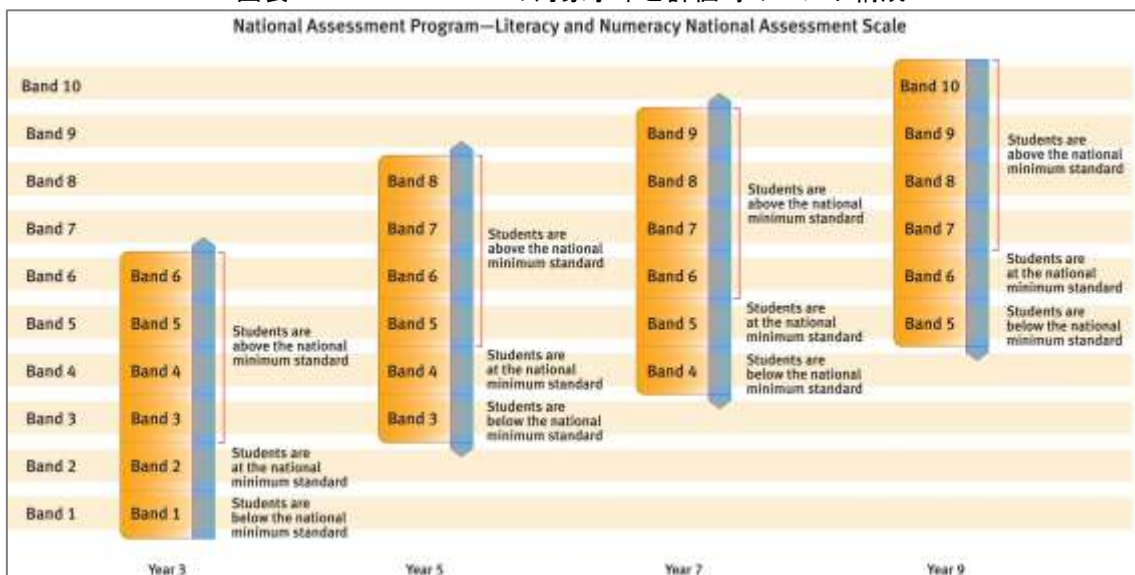 National Assessment Program—Literacy and Numeracy National Assessment Scale
Band 10
Band 9
Band 8
Band 7
Band 6
Band 5
Band 4
Band 3
Band 2
Band 1
Band 6
Band 5
Band 4
Band 3
Band 2
Band 1
Students are
above the national
minimum standard
Students are
at the national
minimum standard
Students are
below the national
minimum standard
Year 3
Band 8
Band 7
Band 6
Band 5
Band 4
Band 3
Students are
above the national
minimum standard
Students are
at the national
minimum standard
Students are
below the national
minimum standard
Year 5
Band 9
Band 8
Band 7
Band 6
Band 5
Band 4
Students are
above the national
minimum standard
Students are
at the national
minimum standard
Students are
below the national
minimum standard
Year 7
Band 10
Band 9
Band 8
Band 7
Band 6
Band 5
Students are
above the national
minimum standard
Students are
at the national
minimum standard
Students are
below the national
minimum standard
Year 9